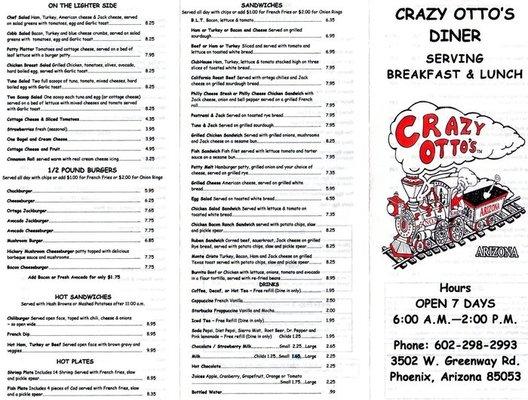 ON THE LIGHTER SIDE
Chef Salad Ham, Turkey, American cheese & Jack cheese, served
on salad greens with tomatoes, egg and Garlic toast 8.25
Cobb Salad Bacon, Turkey and blue cheese crumbs, served on salad
greens with tomatoes, egg and Garlic toast 8.25
Patty Platter Tomatoes and cottage cheese, served on a bed of
leaf lettuce with a burger patty 7.95
Chicken Breast Salad Grilled Chicken, tomatoes, olives, avocado,
hard boiled egg, served with Garlic toast 8.25
Tuna Salad Two full scoops of tuna, tomato, mixed cheeses, hard
boiled egg with Garlic toast 8.25
Two Scoop Salad One scoop each tuna and egg (or cottage cheese)
served on a bed of lettuce with mixed cheeses and tomato served
with Garlic toast 8.25
Cottage Cheese & Sliced Tomatoes 4.35
Strawberries fresh (seasonal) 3.95
One Bagel and Cream Cheese 3.95
Cottage Cheese and Fruit 4.95
Cinnamon Roll served warm with real cream cheese icing 3.25
1/2 POUND BURGERS
Served all day with chips or add $1.00 for French Fries or $2.00 for Onion Rings
Chuckburger 5.95
Cheeseburger 6.25
Ortega Jackburger 7.65
Avocado Jackburger 7.75
Avocado Cheeseburger 7.75
Mushroom Burger 6.85
Hickory Mushroom Cheeseburger patty topped with delicious
barbeque sauce and mushrooms 7.75
Bacon Cheeseburger 7.75
Add Bacon or Fresh Avocado for only $1.75
HOT SANDWICHES
Served with Hash Browns or Mashed Potatoes after 11:00 a.m.
Chiliburger Served open face, toped with chili, cheese & onions
- so open wide 8.95
French Dip 8.95
Hot Ham, Turkey or Beef Served open face with brown gravy and
veggies 9.95
HOT PLATES
Shrimp Plate Includes 14 Shrimp Served with French fries, slaw
and pickle spear 8.35
Fish Plate Includes 4 pieces of Cod served with French fries, slaw
and pickle spear 8.35
SANDWICHES
Served all day with chips or add $1.00 for French Fries or $2.00 for Onion Rings
B.L.T. Bacon, lettuce & tomato 6.35
Ham or Turkey or Bacon and Cheese Served on grilled
sourdough 7.95
Beef or Ham or Turkey Sliced and served with tomato and
lettuce on toasted white bread 6.95
Clubhouse Ham, Turkey, lettuce & tomato stacked high on three slices
of toasted white bread 7.95
California Roast Beef Served with ortega chilies and Jack
cheese on grilled sourdough bread 7.95
Philly Cheese Steak or Philly Cheese Chicken Sandwich with
Jack cheese, onion and bell pepper served on a grilled French
roll 7.95
Pastrami & Jack Served on toasted rye bread 7.95
Tuna & Jack Served on grilled sourdough 7.95
Grilled Chicken Sandwich Served with grilled onions, mushrooms
and Jack cheese on a sesame bun 8.25
Fish Sandwich Fish filet served with lettuce tomato and tartar
sauce on a sesame bun 7.95
Patty Melt Hamburger patty, grilled onion and your choice of
cheese, served on grilled rye 7.35
Grilled Cheese American cheese, served on grilled white
bread 5.95
Egg Salad Served on toasted white bread 6.50
Chicken Salad Sandwich Served with lettuce & tomato on
toasted white bread 7.35
Chicken Bacon Ranch Sandwich served with potato chips, slaw
and pickle spear 8.25
Ruben Sandwich Corned beef, sauerkraut, Jack cheese on grilled
Rye bread, served with potato chips, slaw and pickle spear 8.25
Monte Cristo Turkey, Bacon, Ham and Jack cheese on grilled
Texas toast served with potato chips, slaw and pickle spear 8.25
Burrito Beef or Chicken with lettuce, onions, tomato and avocado in
a flour tortilla, served with re-fried beans 8.95
DRINKS
Coffee, Decaf, or Hot Tea - Free refill (Dine in only) 1.95
Cappuccino French Vanilla 2.50
Starbucks Frappuccino Vanilla and Mocha 2.00
Iced Tea - Free Refill (Dine in only) 1.95
Soda Pepsi, Diet Pepsi, Sierra Mist, Root Beer, Dr. Pepper and
Pink lemonade - Free refill (Dine in only) Childs 1.25 1.95
Chocolate / Strawberry Milk Small 2.25 Large 2.65
Milk Childs 1.25 Small 1.65 Large 2.25
Hot Chocolate 2.25
Juices Apple, Cranberry, Grapefruit, Orange or Tomato
Small 1.75 Large 2.25
Bottled Water .99
CRAZY OTTO'S
DINER
SERVING
BREAKFAST & LUNCH
CRAZY
OTTO'S
ARIZONA
ARIZONA
Hours
OPEN 7 DAYS
6:00 A.M.—2:00 P.M.
Phone: 602-298-2993
3502 W. Greenway Rd.
Phoenix, Arizona 85053